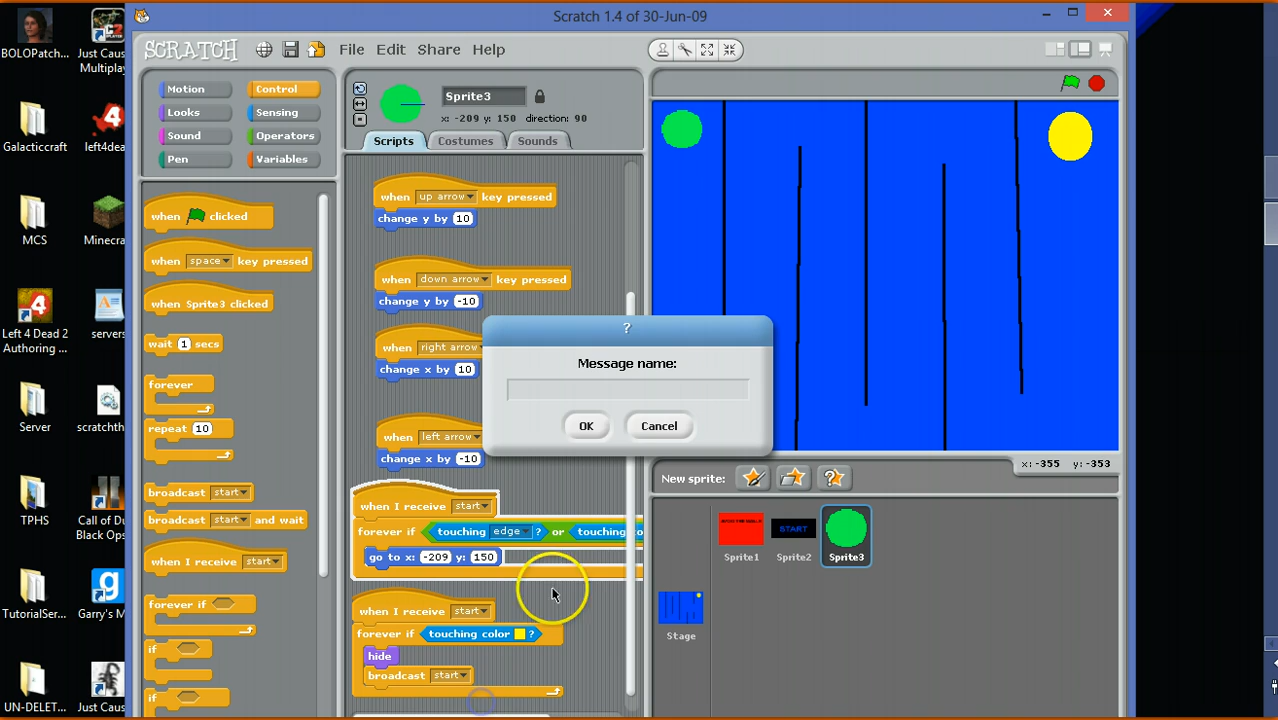 Scratch 1.4 of 30-Jun-09
BOLOPatch...
Just Caus
Multiplay
Galacticcraft
left4dea
MCS
Minecra
Left 4 Dead 2
Authoring ...
servers
Server
scratchth
TPHS
Call of Du
Black Ops
TutorialSer...
Garry's M
UN-DELET...
Just Caus
SCRATCH
File Edit Share Help
Motion Control
Looks Sensing
Sound Operators
Pen Variables
when clicked
when space key pressed
when Sprite3 clicked
wait 1 secs
forever
repeat 10
broadcast start
broadcast start and wait
when I receive start
forever if
if
if
Sprite3
x: -209 y: 150 direction: 90
Scripts Costumes Sounds
when up arrow key pressed
change y by 10
when down arrow key pressed
change y by -10
when right arrow
change x by 10
when left arrow
change x by -10
when I receive start
forever if touching edge ? or touching co
go to x: -209 y: 150
when I receive start
forever if touching color ?
hide
broadcast start
?
Message name:
OK Cancel
x: -355 y: -353
New sprite:
START
Sprite1 Sprite2 Sprite3
Stage